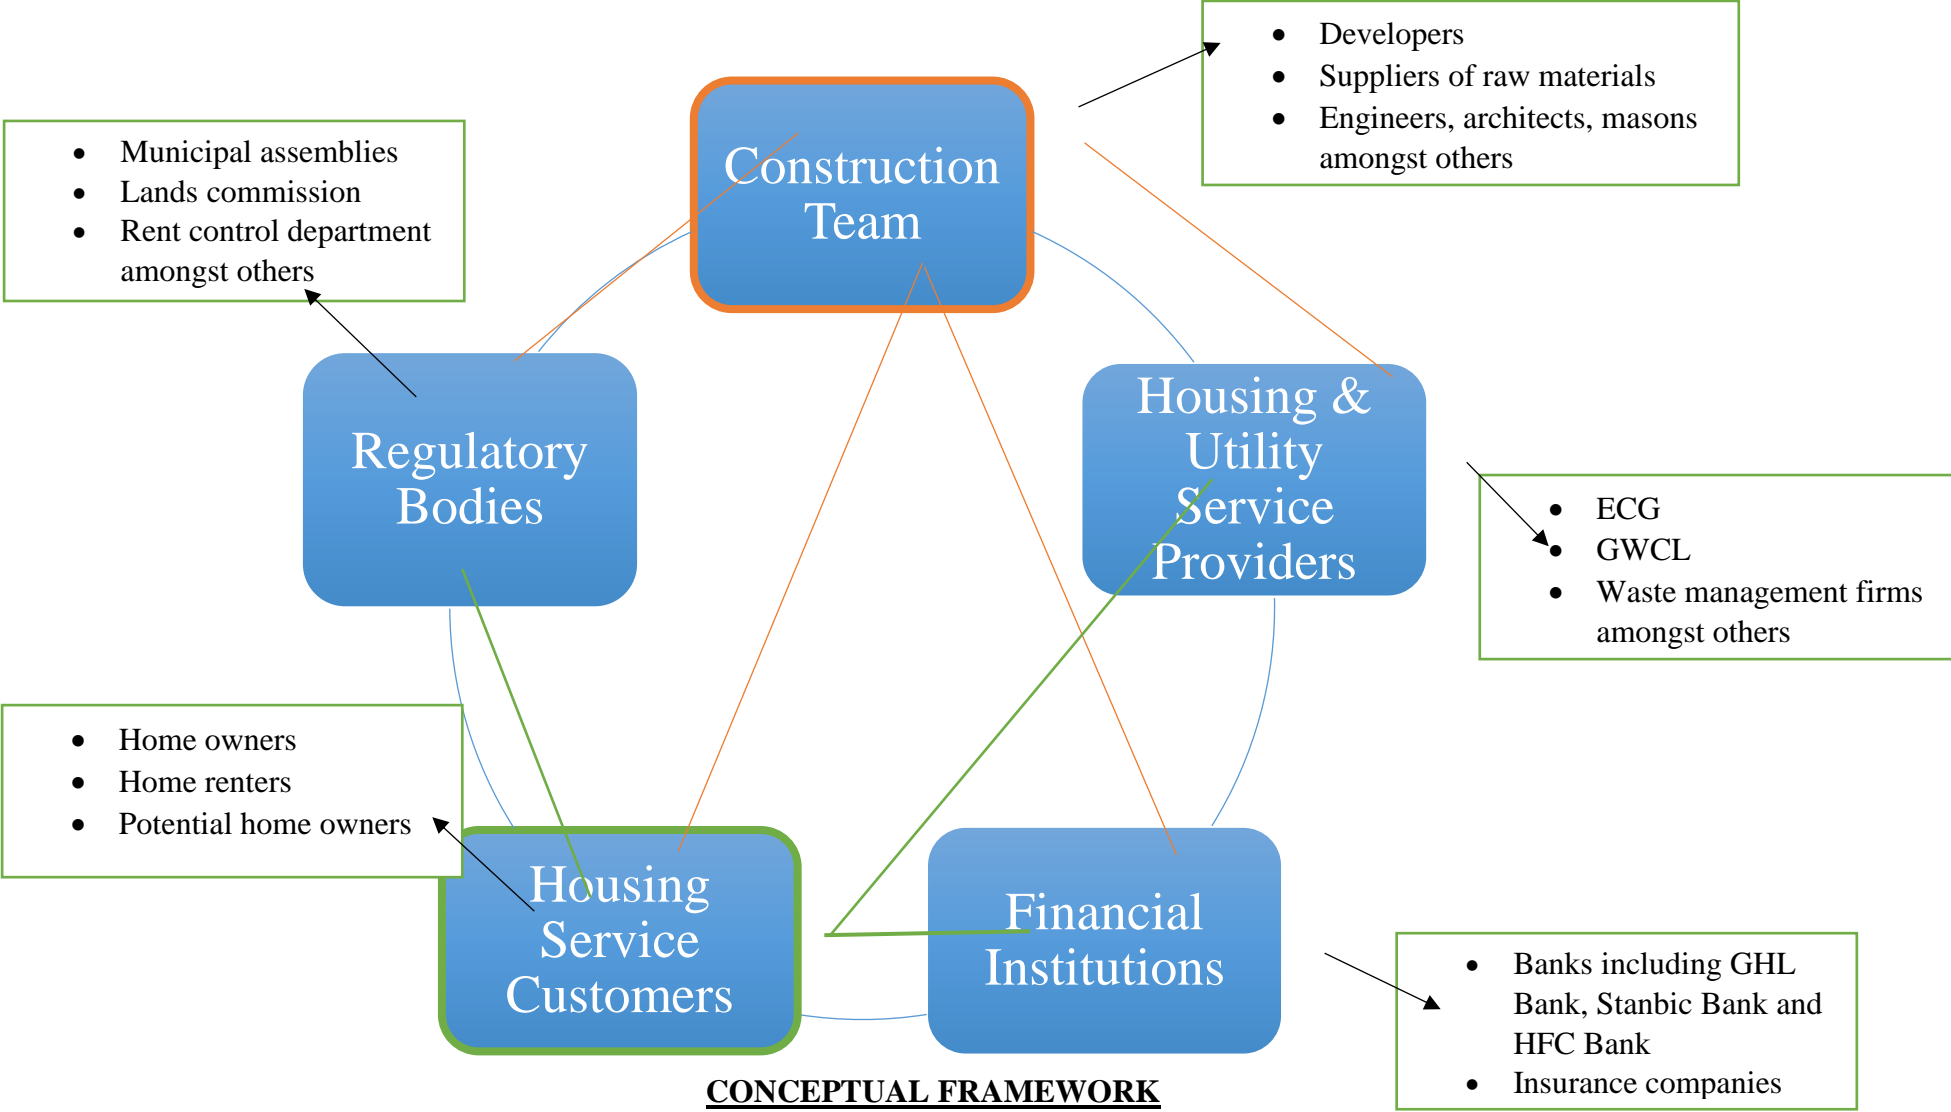 • Developers
• Suppliers of raw materials
• Engineers, architects, masons
amongst others
Construction
Team
• Municipal assemblies
• Lands commission
• Rent control department
amongst others
Regulatory
Bodies
Housing &
Utility
Service
Providers
• ECG
• GWCL
• Waste management firms
amongst others
• Home owners
• Home renters
• Potential home owners
Housing
Service
Customers
Financial
Institutions
• Banks including GHL
Bank, Stanbic Bank and
HFC Bank
• Insurance companies
CONCEPTUAL FRAMEWORK